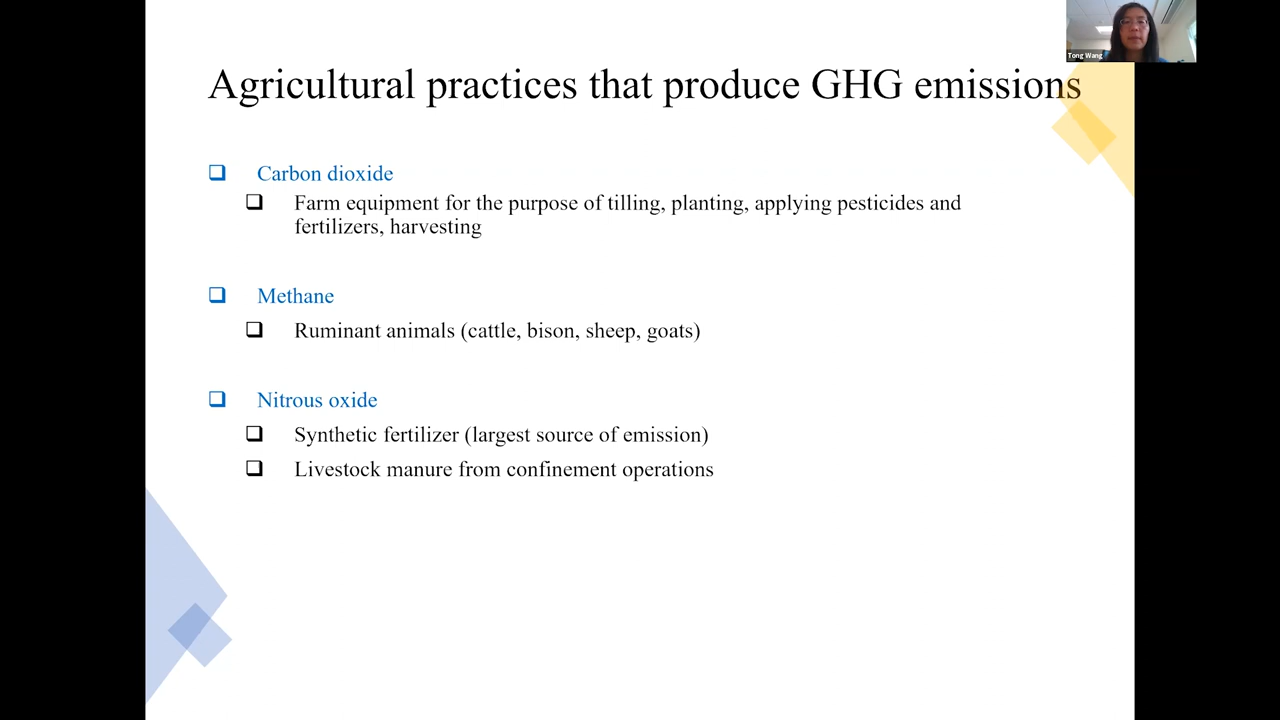 Tong Wang
Agricultural practices that produce GHG emissions
Carbon dioxide
Farm equipment for the purpose of tilling, planting, applying pesticides and
fertilizers, harvesting
Methane
Ruminant animals (cattle, bison, sheep, goats)
Nitrous oxide
Synthetic fertilizer (largest source of emission)
Livestock manure from confinement operations